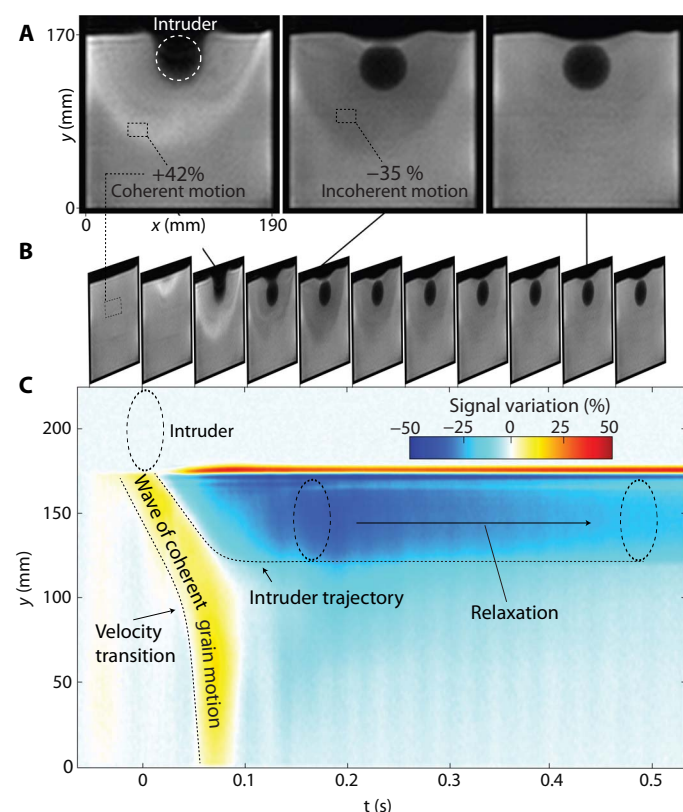 A
Intruder
170
y (mm)
+42%
Coherent motion
−35 %
Incoherent motion
0
0
x (mm)
190
B
C
Signal variation (%)
−50
−25
0
25
50
200
Intruder
150
Wave of coherent
grain motion
Intruder trajectory
Relaxation
y (mm)
100
Velocity
transition
50
0
0
0.1
0.2
0.3
0.4
0.5
t (s)